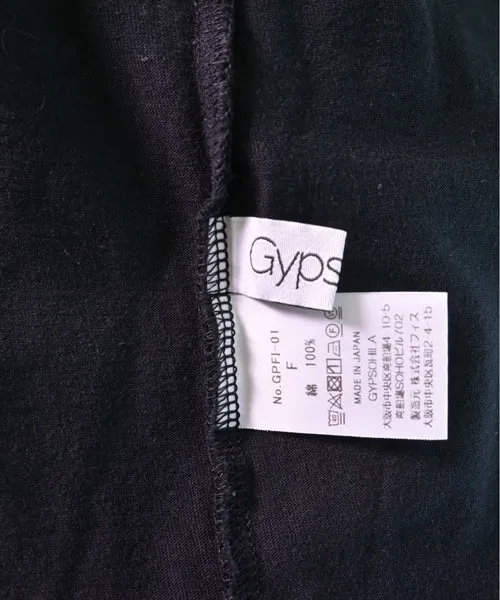 Gyps
No.GPFI-01
F
綿 100%
MADE IN JAPAN
GYPSOHILA
大阪市中央区南船場4-10-5
南船場SOHOビル702
製造元 株式会社フィス
大阪市中央区瓦町2-4-15